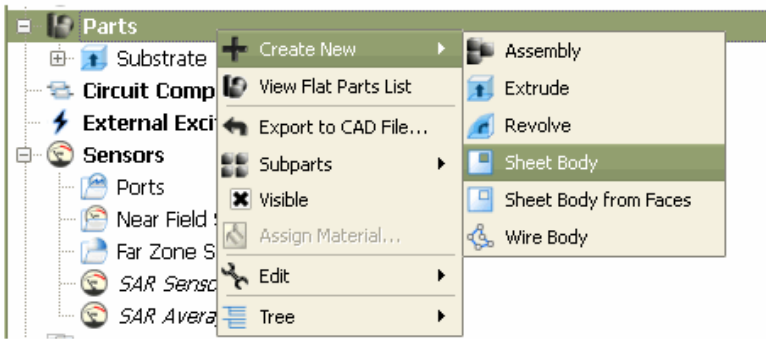 Parts
Substrate
Circuit Comp
External Exci
Sensors
Ports
Near Field
Far Zone S
SAR Senso
SAR Avera
Create New
View Flat Parts List
Export to CAD File...
Subparts
Visible
Assign Material...
Edit
Tree
Assembly
Extrude
Revolve
Sheet Body
Sheet Body from Faces
Wire Body